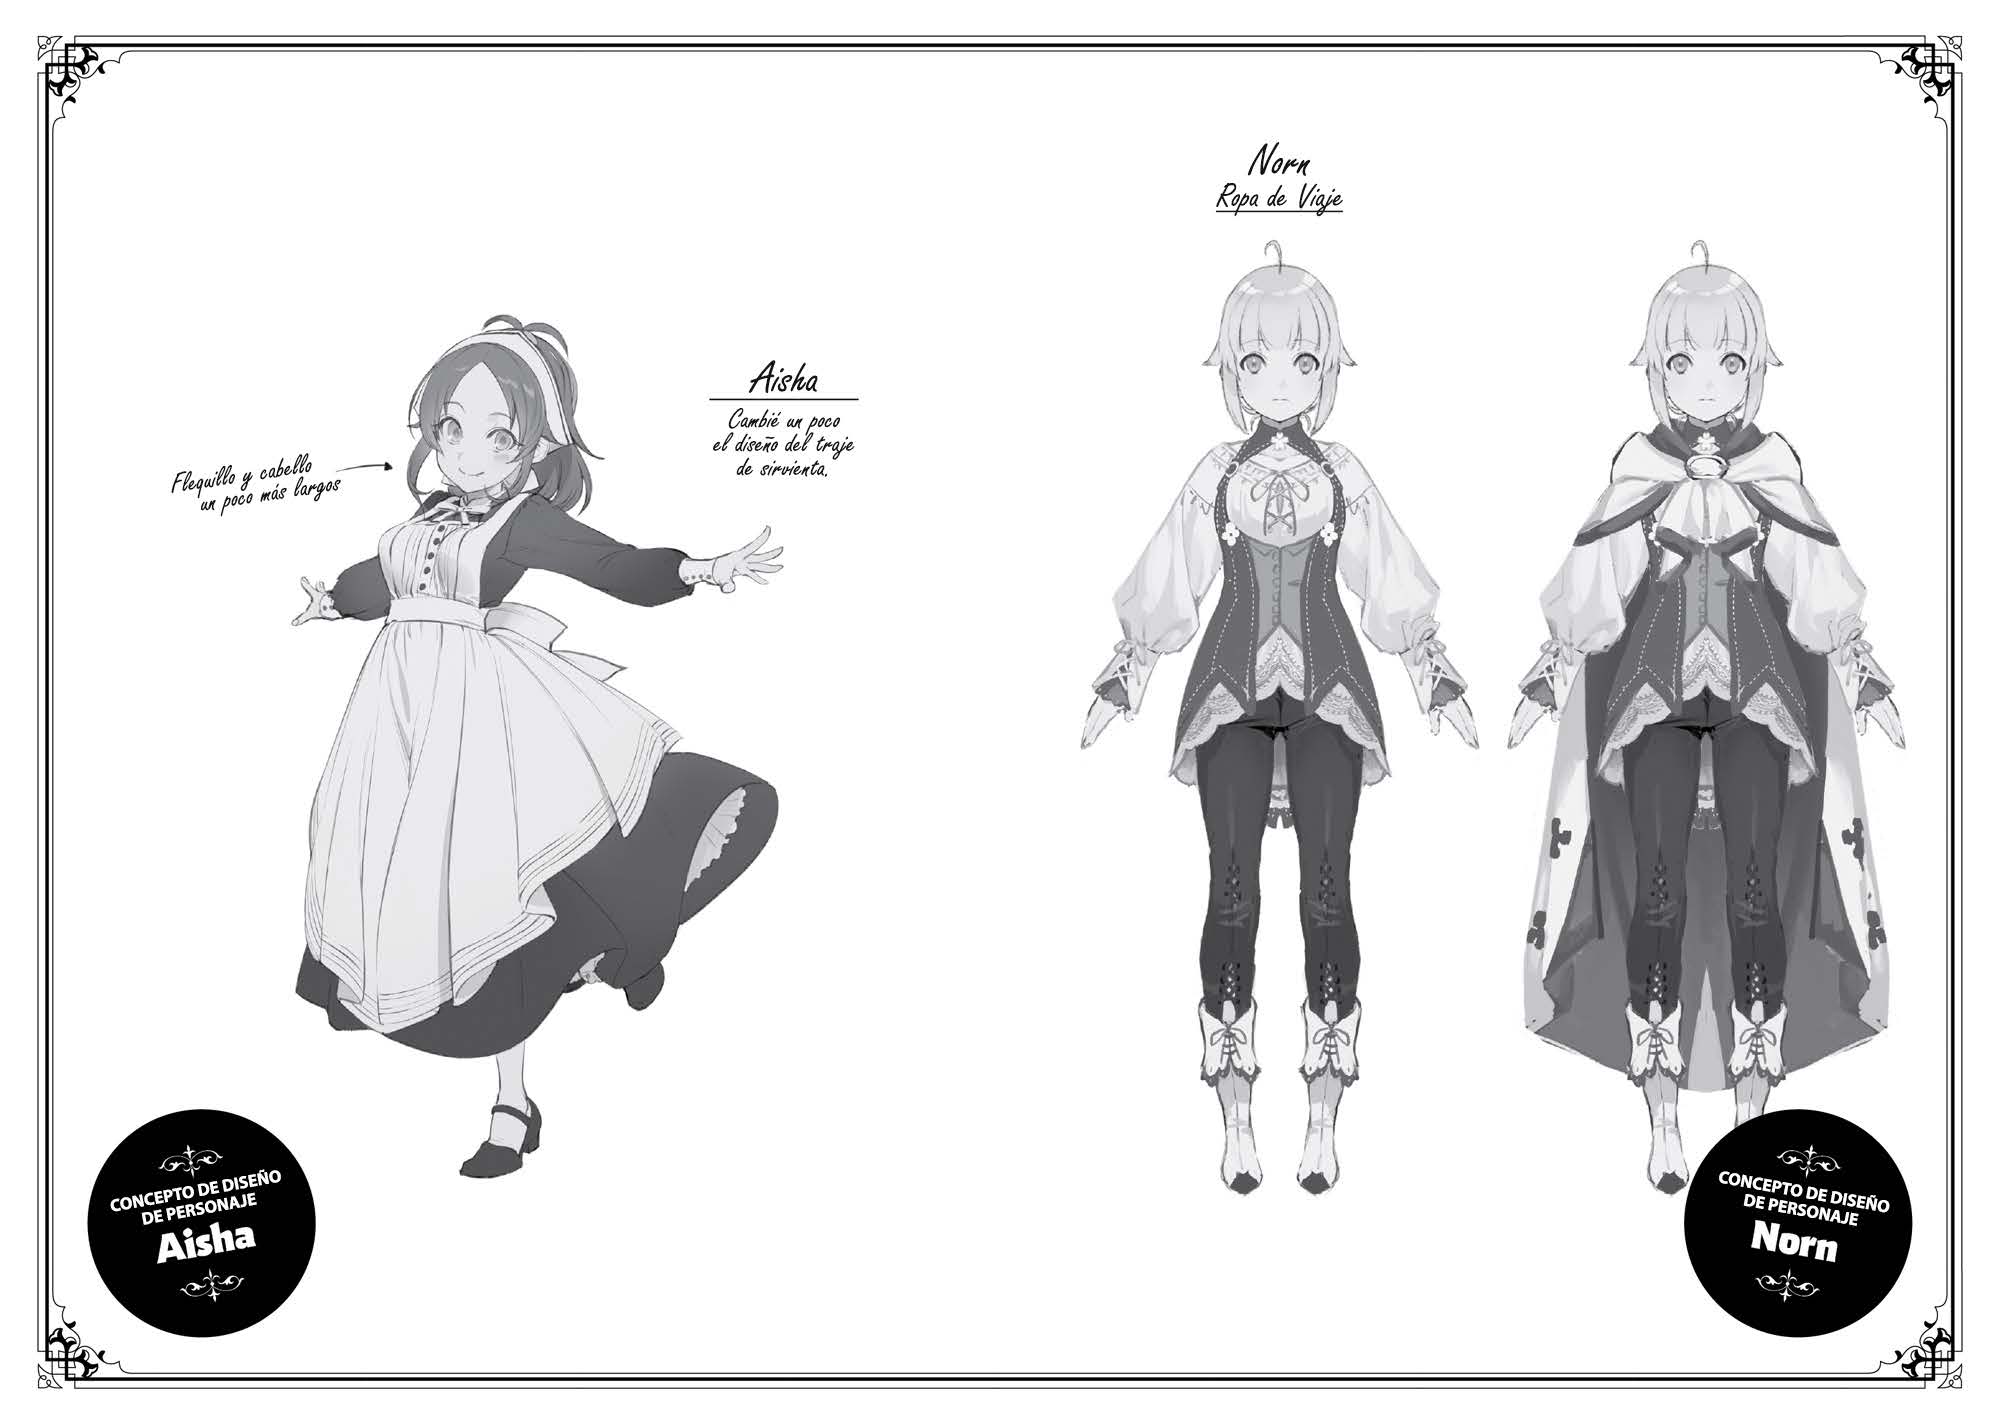 Norn
Ropa de Viaje
Aisha
Cambié un poco
el diseño del traje
de sirvienta.
Flequillo y cabello
un poco más largos
CONCEPTO DE DISEÑO
DE PERSONAJE
Aisha
CONCEPTO DE DISEÑO
DE PERSONAJE
Norn